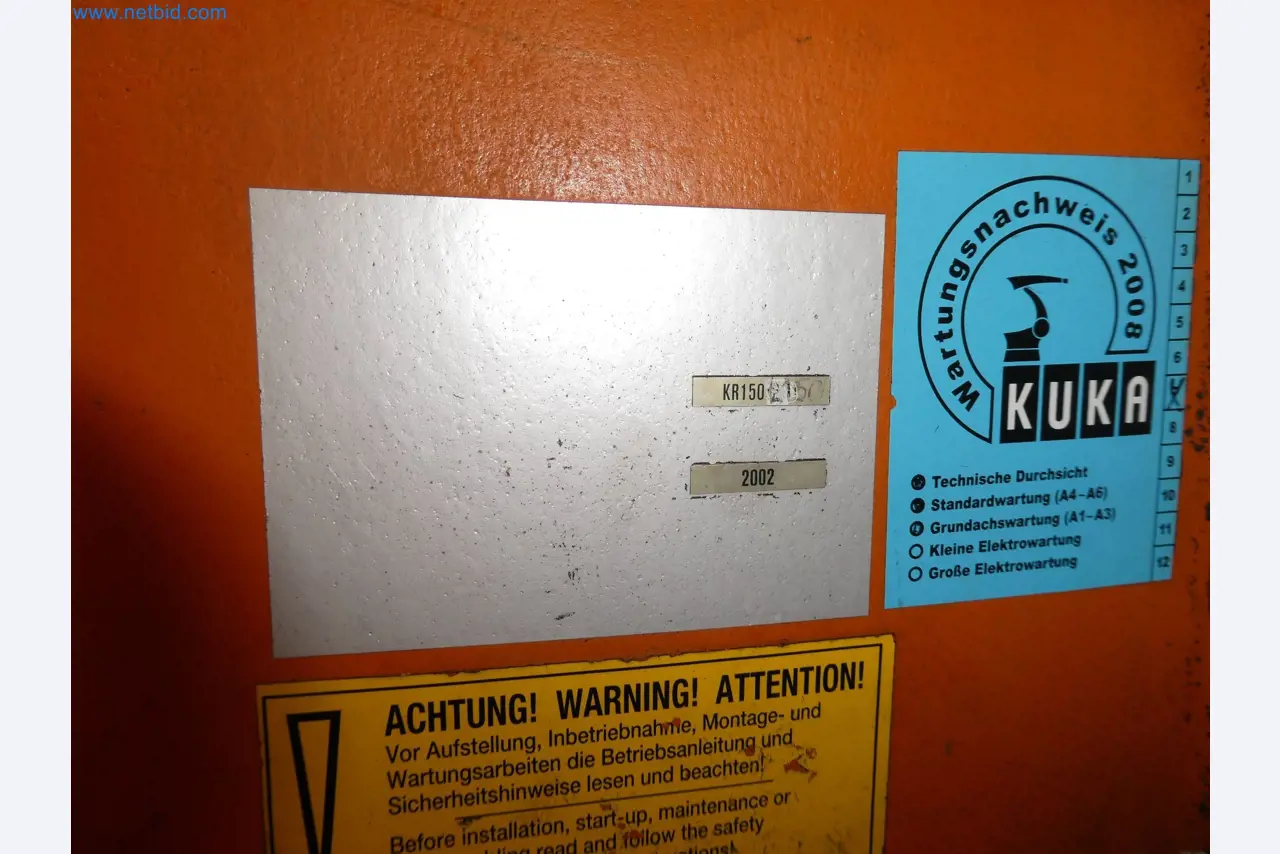 www.netbid.com
KR150
2002
Wartungsnachweis 2008
KUKA
Technische Durchsicht
Standardwartung (A4-A6)
Grundachswartung (A1-A3)
Kleine Elektrowartung
Große Elektrowartung
1
2
3
4
5
6
8
9
10
11
12
ACHTUNG! WARNING! ATTENTION!
Vor Aufstellung, Inbetriebnahme, Montage- und
Wartungsarbeiten die Betriebsanleitung und
Sicherheitshinweise lesen und beachten!
Before installation, start-up, maintenance or
read and follow the safety